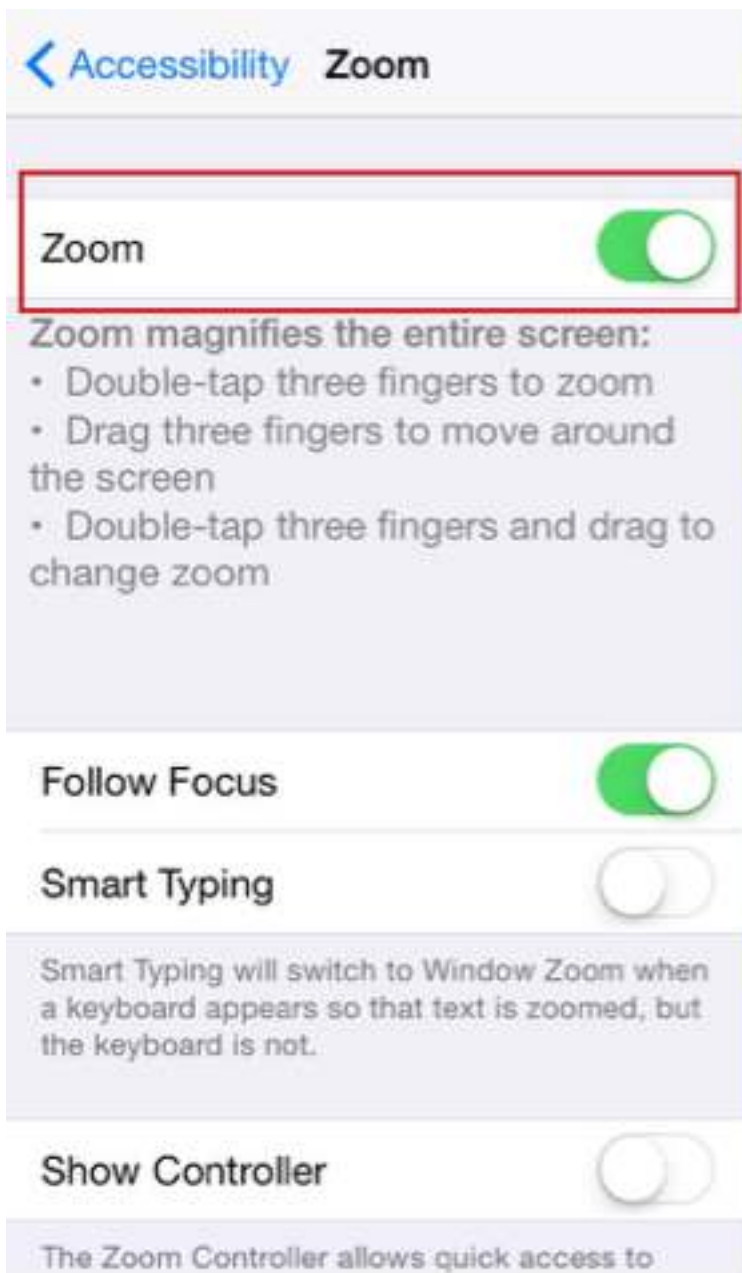 Accessibility Zoom
Zoom
Zoom magnifies the entire screen:
• Double-tap three fingers to zoom
• Drag three fingers to move around
the screen
• Double-tap three fingers and drag to
change zoom
Follow Focus
Smart Typing
Smart Typing will switch to Window Zoom when
a keyboard appears so that text is zoomed, but
the keyboard is not.
Show Controller
The Zoom Controller allows quick access to